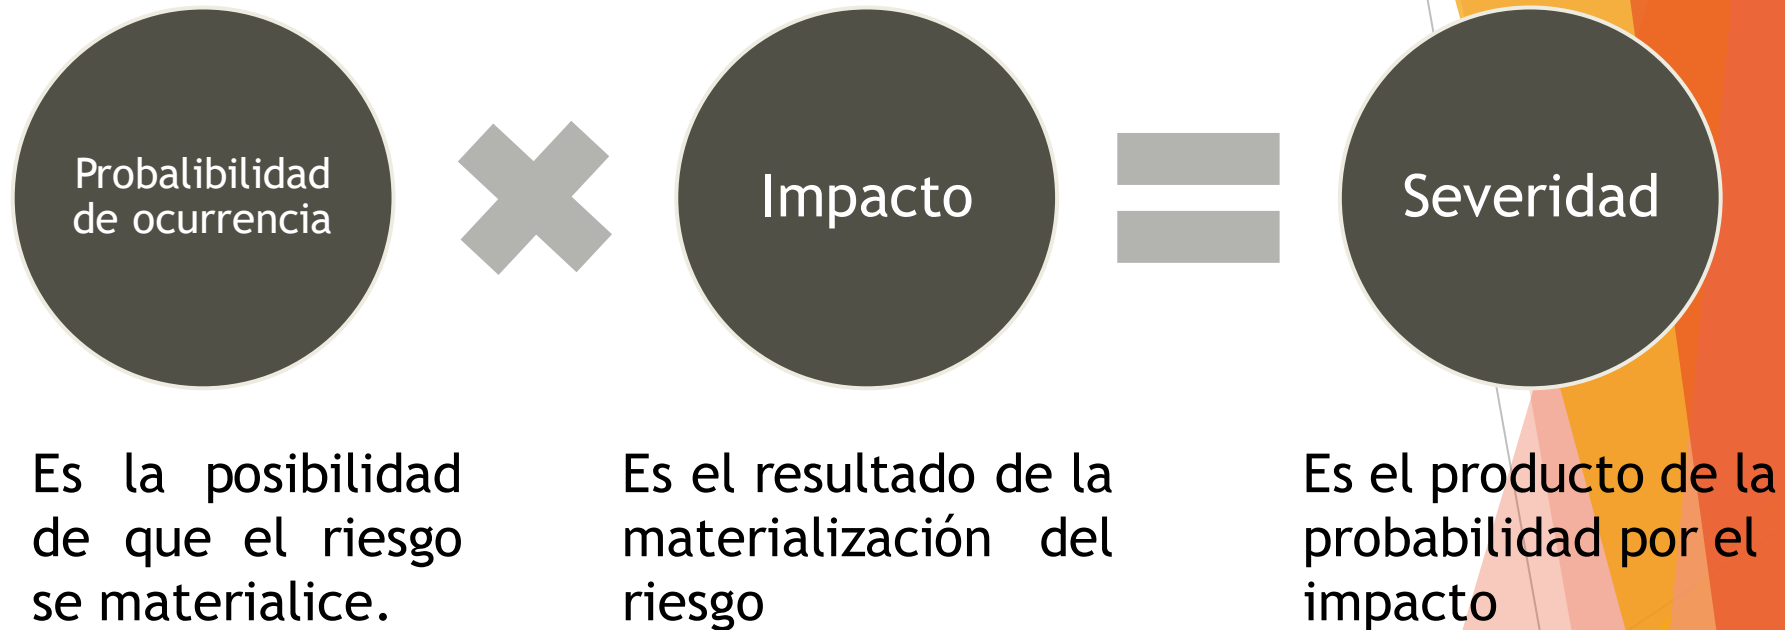 Probalibilidad
de ocurrencia
Impacto
Severidad
Es la posibilidad
de que el riesgo
se materialice.
Es el resultado de la
materialización del
riesgo
Es el producto de la
probabilidad por el
impacto